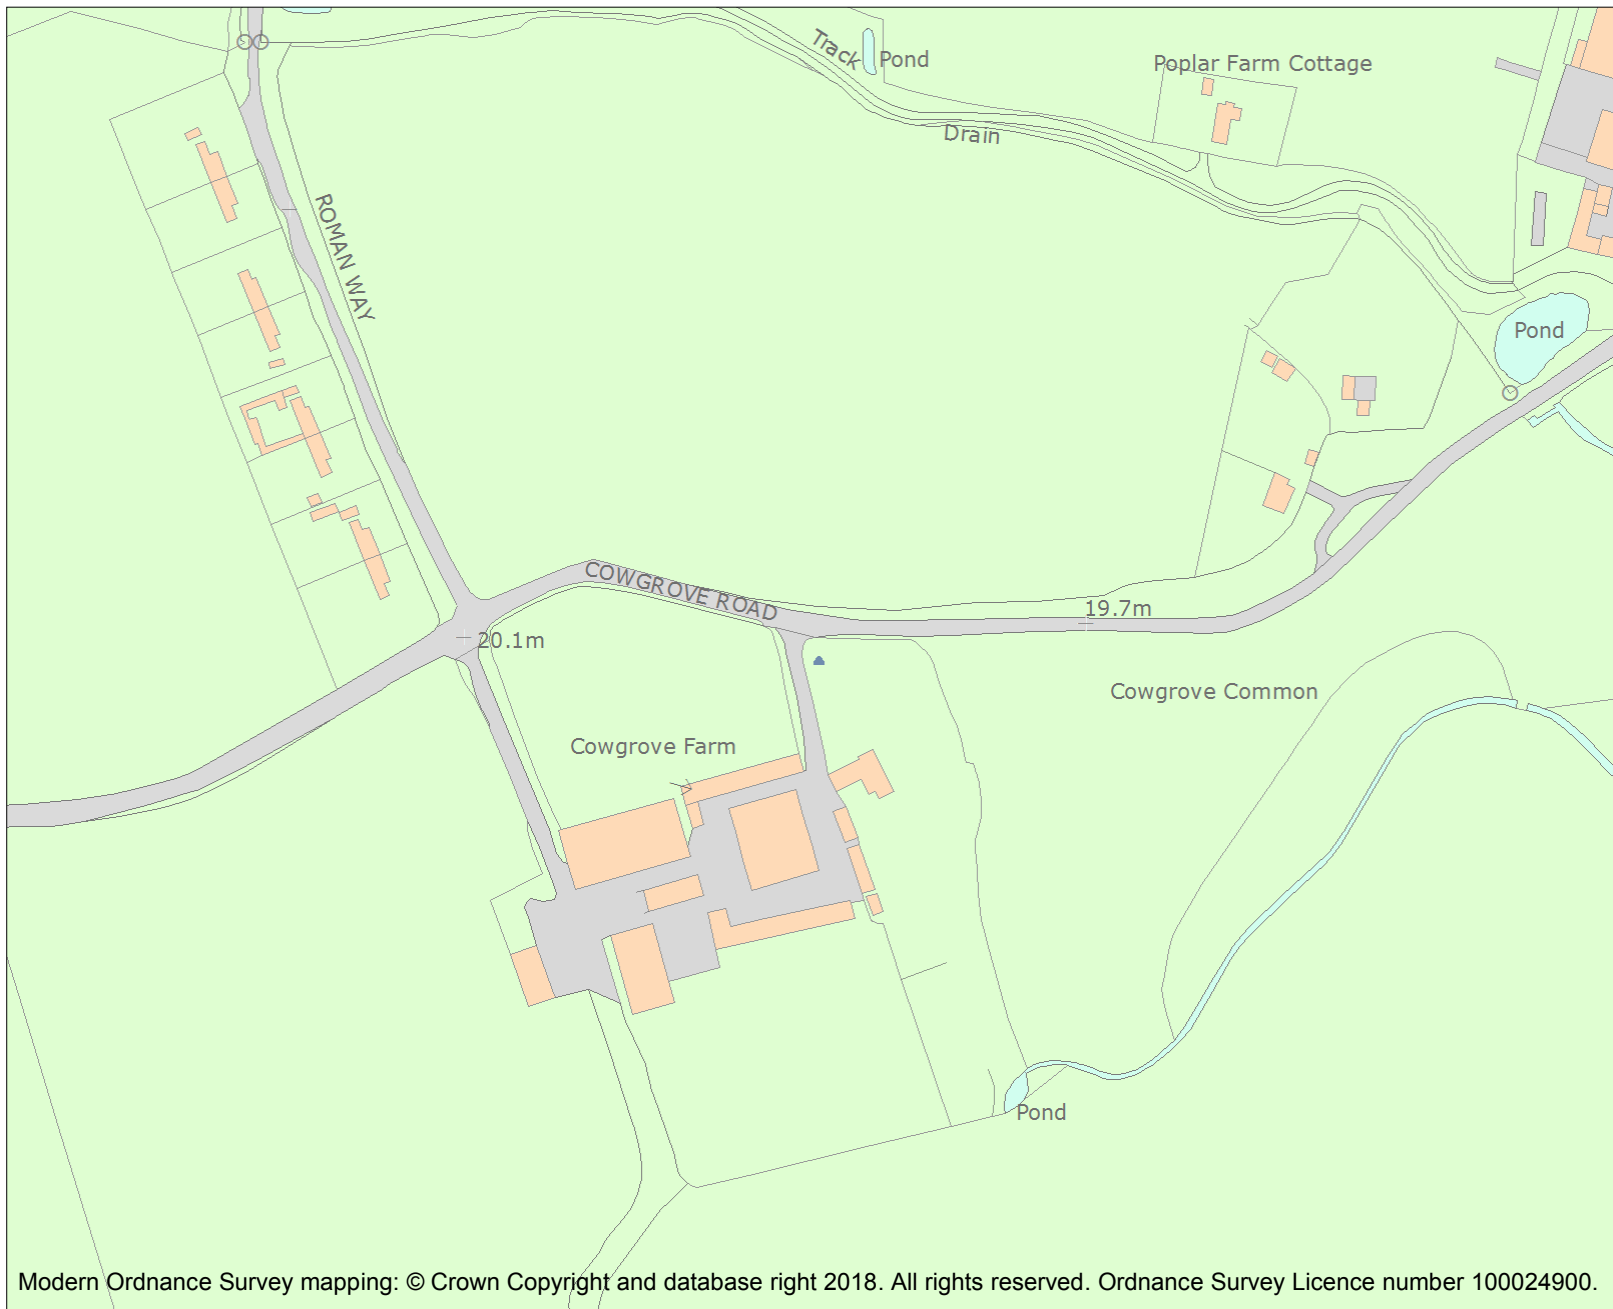 Track
Pond
Poplar Farm Cottage
Drain
ROMAN WAY
Pond
COWGROVE ROAD
19.7m
20.1m
Cowgrove Common
Cowgrove Farm
Pond
Modern Ordnance Survey mapping: © Crown Copyright and database right 2018. All rights reserved. Ordnance Survey Licence number 100024900.